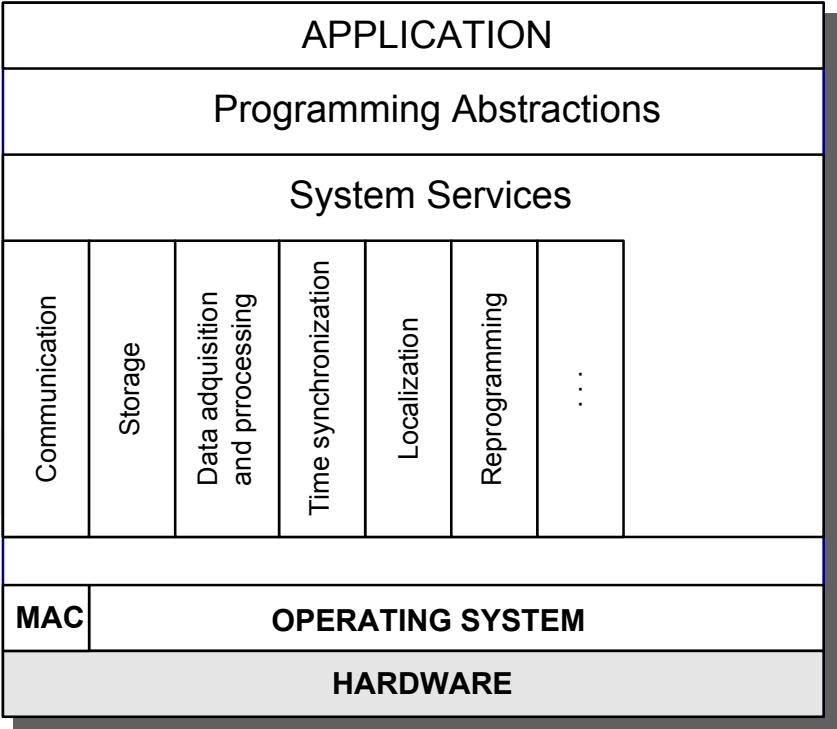 APPLICATION
Programming Abstractions
System Services
Communication
Storage
Data adquisition
and prrocessing
Time synchronization
Localization
Reprogramming
. . .
MAC
OPERATING SYSTEM
HARDWARE